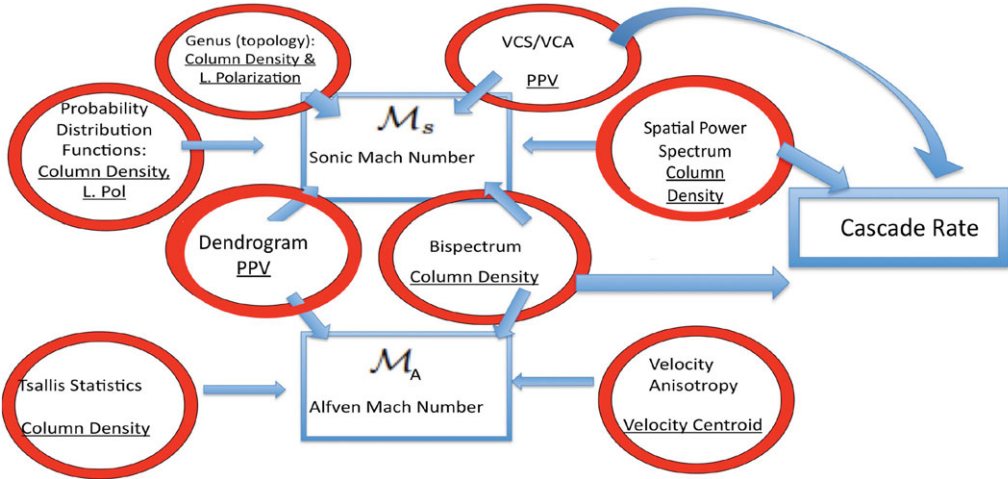 Genus (topology):
Column Density &
L. Polarization
VCS/VCA
PPV
Probability
Distribution
Functions:
Column Density,
L. Pol
ℳs
Sonic Mach Number
Spatial Power
Spectrum
Column
Density
Cascade Rate
Dendrogram
PPV
Bispectrum
Column Density
Tsallis Statistics
Column Density
ℳA
Alfven Mach Number
Velocity
Anisotropy
Velocity Centroid